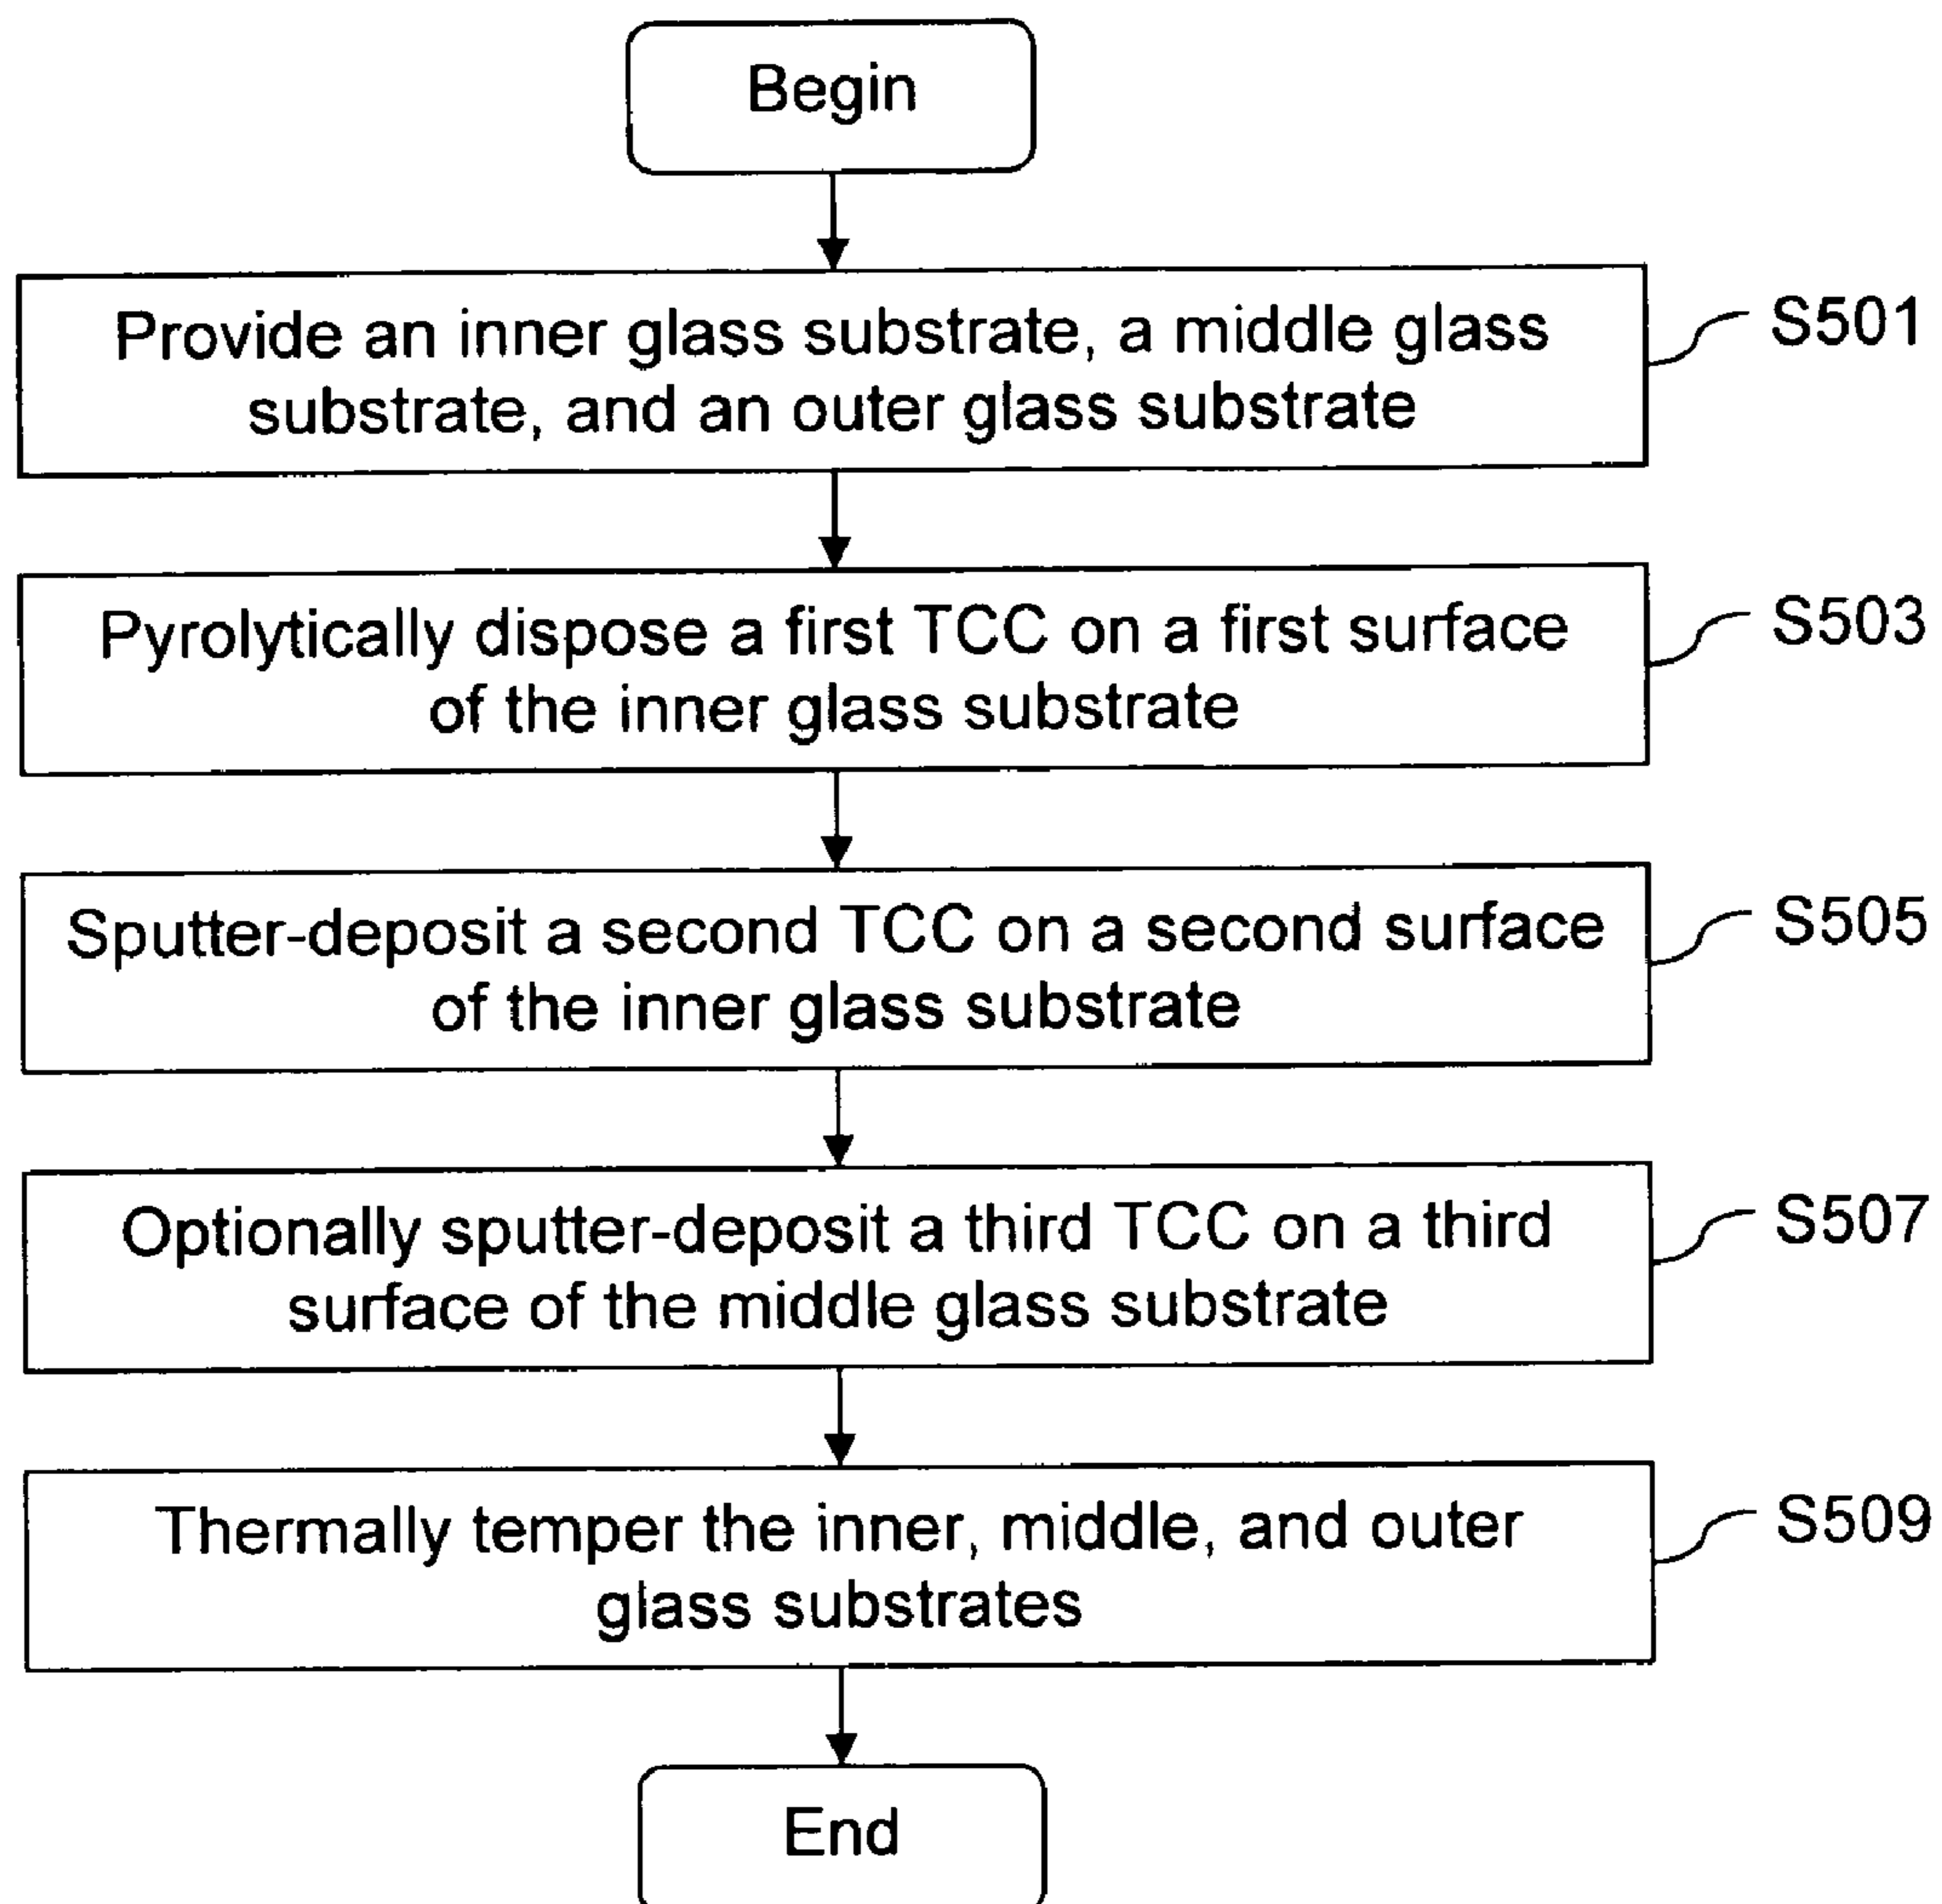 Begin
Provide an inner glass substrate, a middle glass
substrate, and an outer glass substrate
S501
Pyrolytically dispose a first TCC on a first surface
of the inner glass substrate
S503
Sputter-deposit a second TCC on a second surface
of the inner glass substrate
S505
Optionally sputter-deposit a third TCC on a third
surface of the middle glass substrate
S507
Thermally temper the inner, middle, and outer
glass substrates
S509
End